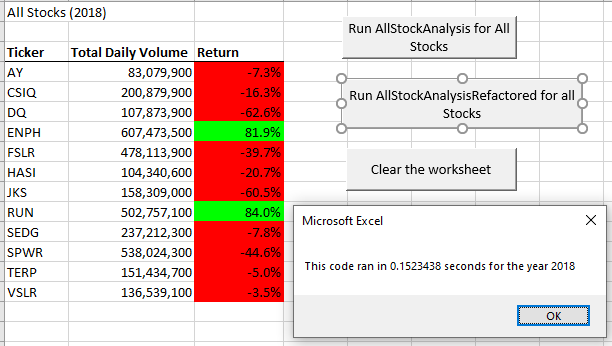 All Stocks (2018)
Run AllStockAnalysis for All
Stocks
Ticker Total Daily Volume Return
AY 83,079,900 -7.3%
CSIQ 200,879,900 -16.3%
DQ 107,873,900 -62.6%
Run AllStockAnalysisRefactored for all
Stocks
ENPH 607,473,500 81.9%
FSLR 478,113,900 -39.7%
HASI 104,340,600 -20.7%
JKS 158,309,000 -60.5%
Clear the worksheet
RUN 502,757,100 84.0%
SEDG 237,212,300 -7.8%
SPWR 538,024,300 -44.6%
TERP 151,434,700 -5.0%
VSLR 136,539,100 -3.5%
Microsoft Excel
This code ran in 0.1523438 seconds for the year 2018
OK